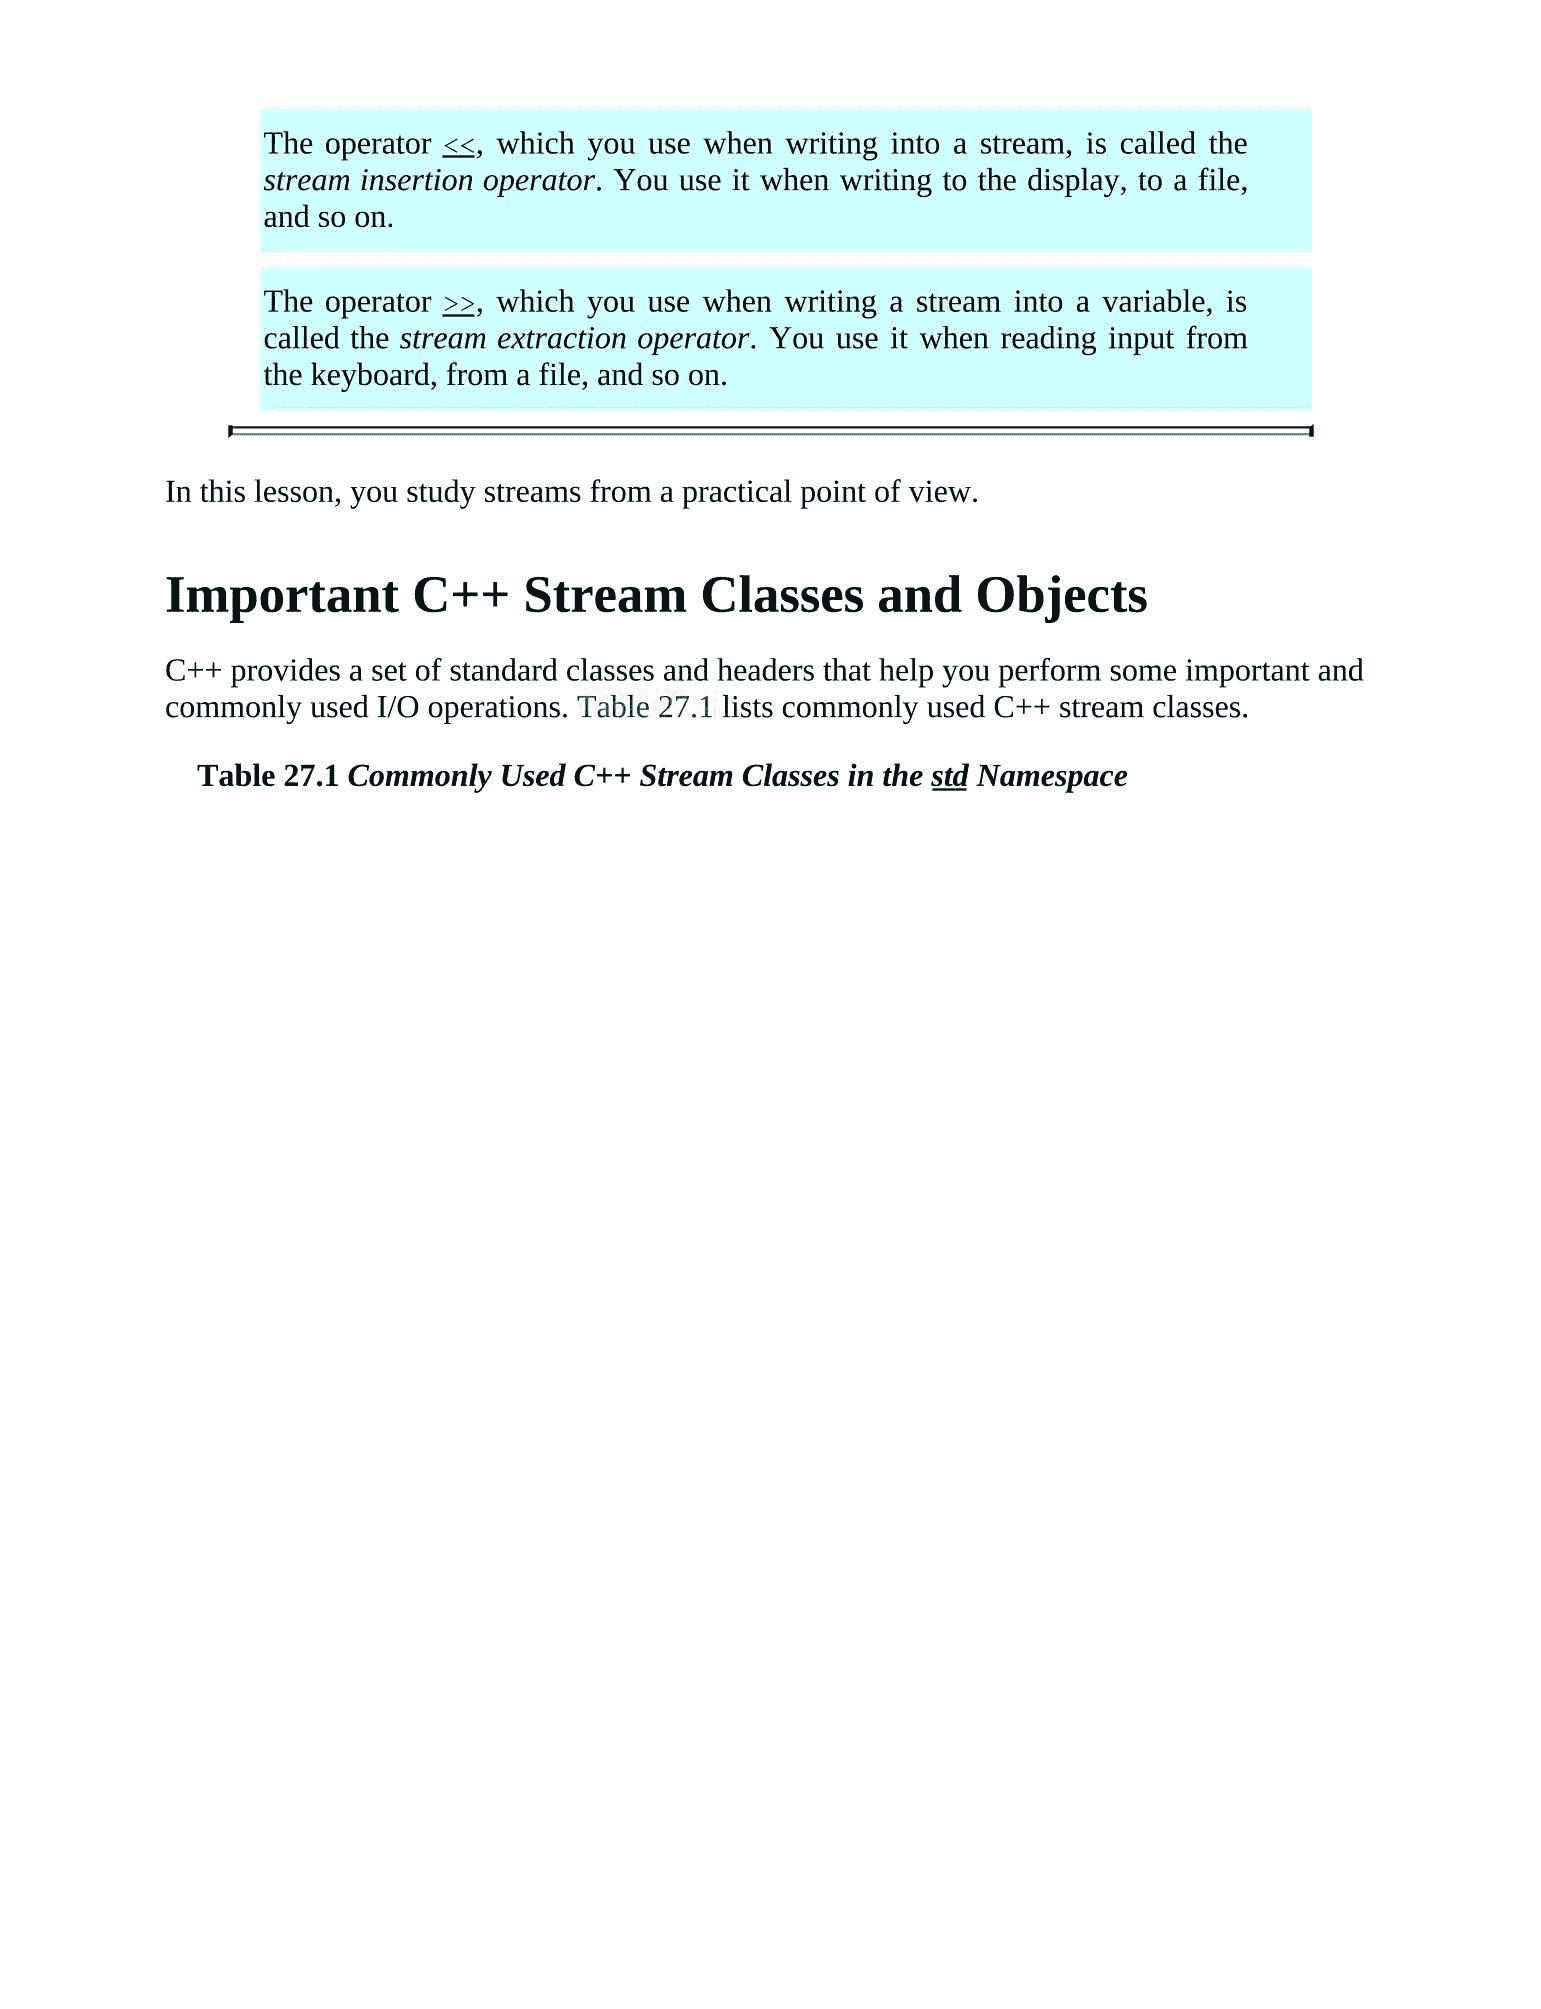 The operator <<, which you use when writing into a stream, is called the
stream insertion operator. You use it when writing to the display, to a file,
and so on.
The operator >>, which you use when writing a stream into a variable, is
called the stream extraction operator. You use it when reading input from
the keyboard, from a file, and so on.
In this lesson, you study streams from a practical point of view.
Important C++ Stream Classes and Objects
C++ provides a set of standard classes and headers that help you perform some important and
commonly used I/O operations. Table 27.1 lists commonly used C++ stream classes.
Table 27.1 Commonly Used C++ Stream Classes in the std Namespace